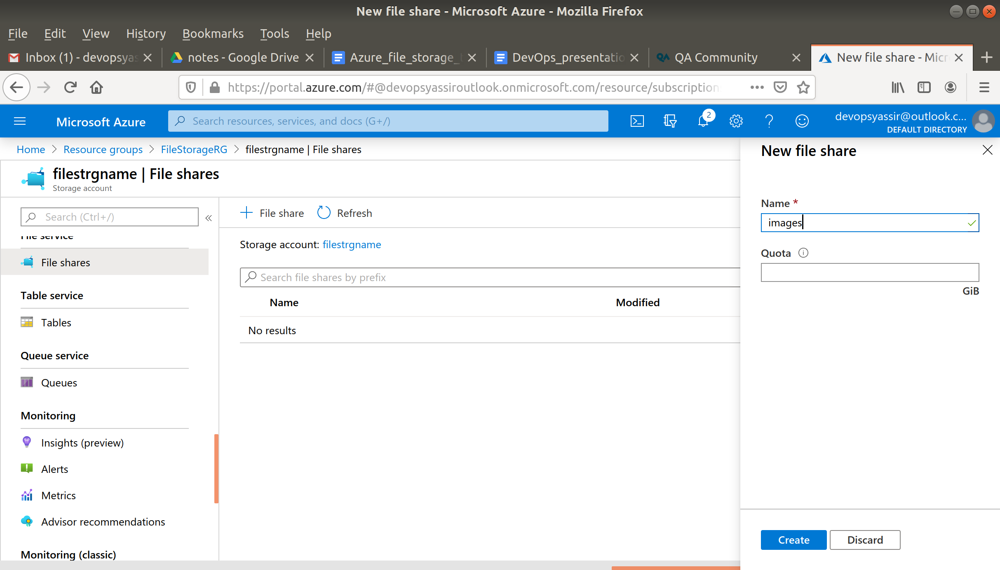 New file share - Microsoft Azure - Mozilla Firefox
File Edit View History Bookmarks Tools Help
Inbox (1) - devopsyas
notes - Google Drive
Azure_file_storage_
DevOps_presentatio
QA Community
New file share - Micr
https://portal.azure.com/#@devopsyassiroutlook.onmicrosoft.com/resource/subscription
Microsoft Azure
Search resources, services, and docs (G+/)
2
devopsyassir@outlook.c...
DEFAULT DIRECTORY
Home > Resource groups > FileStorageRG > filestrgname | File shares
filestrgname | File shares
Storage account
Search (Ctrl+/)
«
File service
File shares
Table service
Tables
Queue service
Queues
Monitoring
Insights (preview)
Alerts
Metrics
Advisor recommendations
Monitoring (classic)
File share
Refresh
Storage account: filestrgname
Search file shares by prefix
Name Modified
No results
New file share
Name *
images
Quota
GiB
Create Discard